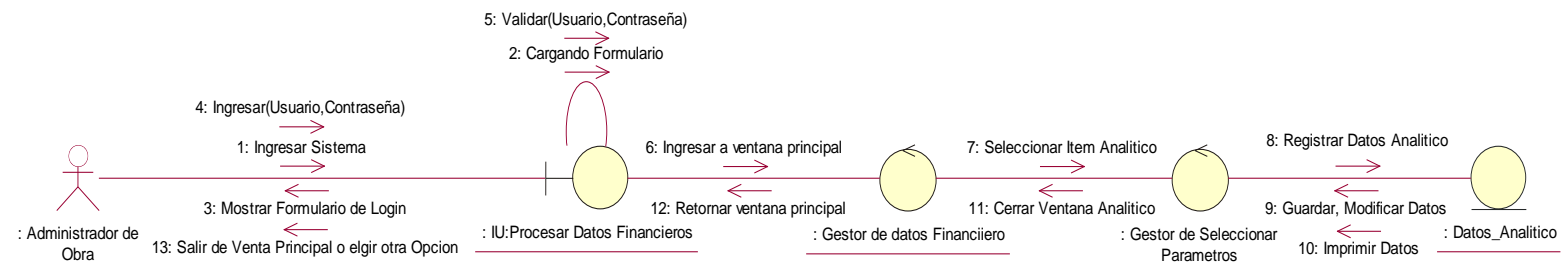 5: Validar(Usuario,Contraseña)
2: Cargando Formulario
4: Ingresar(Usuario,Contraseña)
1: Ingresar Sistema
3: Mostrar Formulario de Login
13: Salir de Venta Principal o elgir otra Opcion
6: Ingresar a ventana principal
12: Retornar ventana principal
7: Seleccionar Item Analitico
11: Cerrar Ventana Analitico
8: Registrar Datos Analitico
9: Guardar, Modificar Datos
10: Imprimir Datos
: Administrador de
Obra
: IU:Procesar Datos Financieros
: Gestor de datos Financiiero
: Gestor de Seleccionar
Parametros
: Datos_Analitico